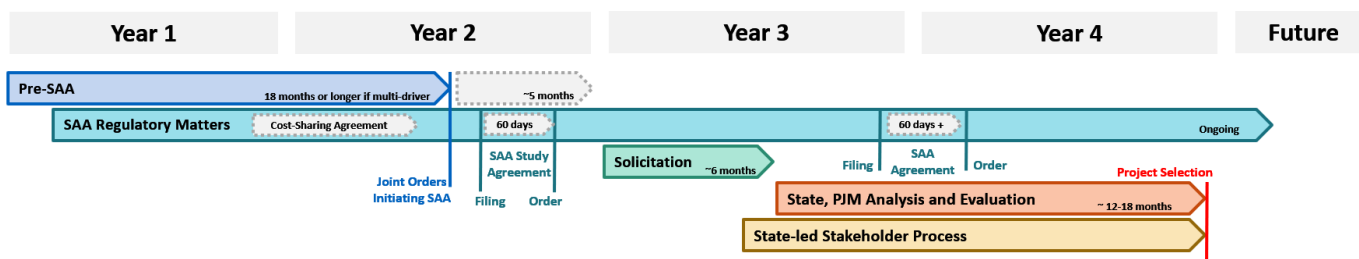 Year 1
Year 2
Year 3
Year 4
Future
Pre-SAA
18 months or longer if multi-driver
~5 months
SAA Regulatory Matters
Cost-Sharing Agreement
60 days
60 days +
Ongoing
Joint Orders
Initiating SAA
SAA Study
Agreement
Filing
Order
Solicitation
~6 months
Filing
SAA
Agreement
Order
Project Selection
State, PJM Analysis and Evaluation
~ 12-18 months
State-led Stakeholder Process